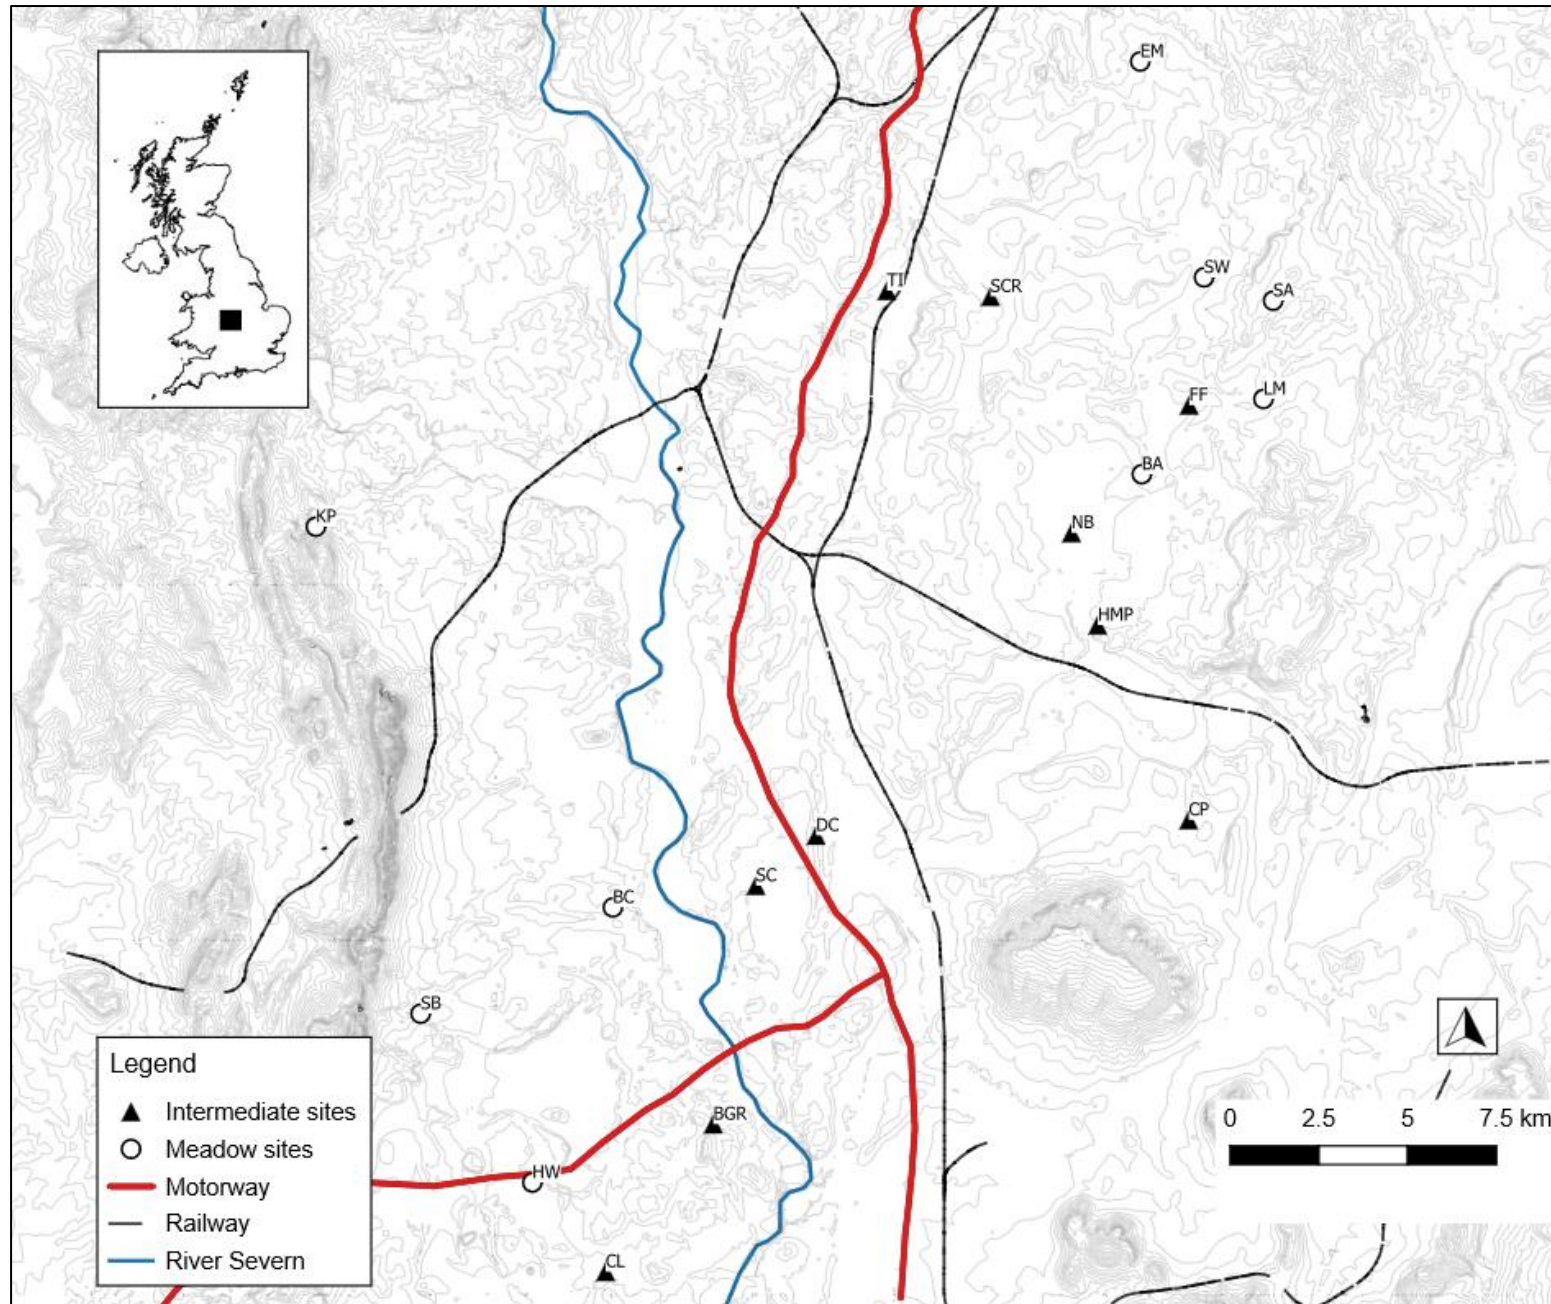 EM
SW
SA
TI
SCR
FF
LM
BA
KP
NB
HMP
CP
DC
SC
BC
SB
BGR
HW
CL
Legend
Intermediate sites
Meadow sites
Motorway
Railway
River Severn
0 2.5 5 7.5 km